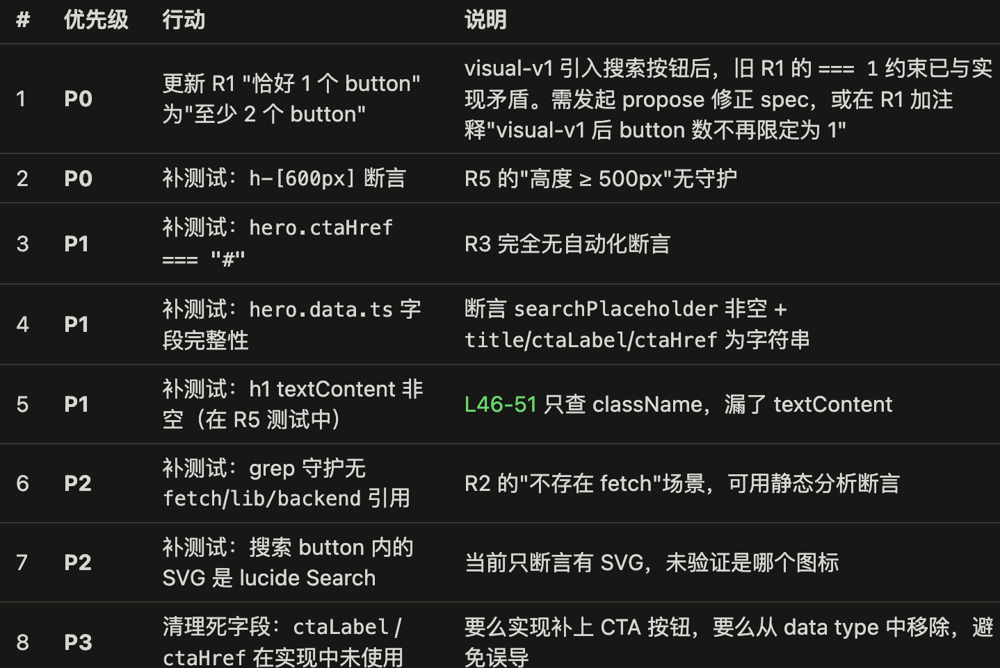 # 优先级 行动 说明
1 P0 更新 R1 "恰好 1 个 button"
为"至少 2 个 button"
visual-v1 引入搜索按钮后，旧 R1 的 === 1 约束已与实
现矛盾。需发起 propose 修正 spec，或在 R1 加注
释"visual-v1 后 button 数不再限定为 1"
2 P0 补测试：h-[600px] 断言 R5 的"高度 ≥ 500px"无守护
3 P1 补测试：hero.ctaHref
=== "#"
R3 完全无自动化断言
4 P1 补测试：hero.data.ts 字
段完整性
断言 searchPlaceholder 非空 +
title/ctaLabel/ctaHref 为字符串
5 P1 补测试：h1 textContent 非
空（在 R5 测试中）
L46-51 只查 className，漏了 textContent
6 P2 补测试：grep 守护无
fetch/lib/backend 引用
R2 的"不存在 fetch"场景，可用静态分析断言
7 P2 补测试：搜索 button 内的
SVG 是 lucide Search
当前只断言有 SVG，未验证是哪个图标
8 P3 清理死字段：ctaLabel/
ctaHref 在实现中未使用
要么实现补上 CTA 按钮，要么从 data type 中移除，避
免误导